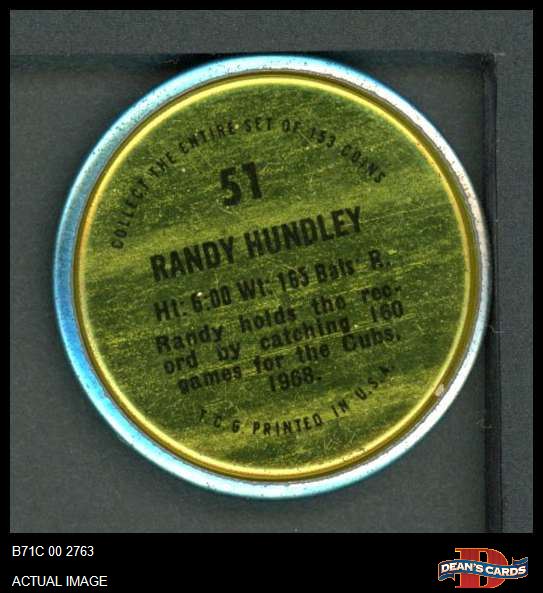 COLLECT THE ENTIRE SET OF 153 COINS
51
RANDY HUNDLEY
Ht: 6:00 Wt: 165 Bats R.
Randy holds the rec-
ord by catching 160
games for the Cubs,
1968.
T.C.G. PRINTED IN U.S.A.
B71C 00 2763
ACTUAL IMAGE
D
DEAN'S CARDS